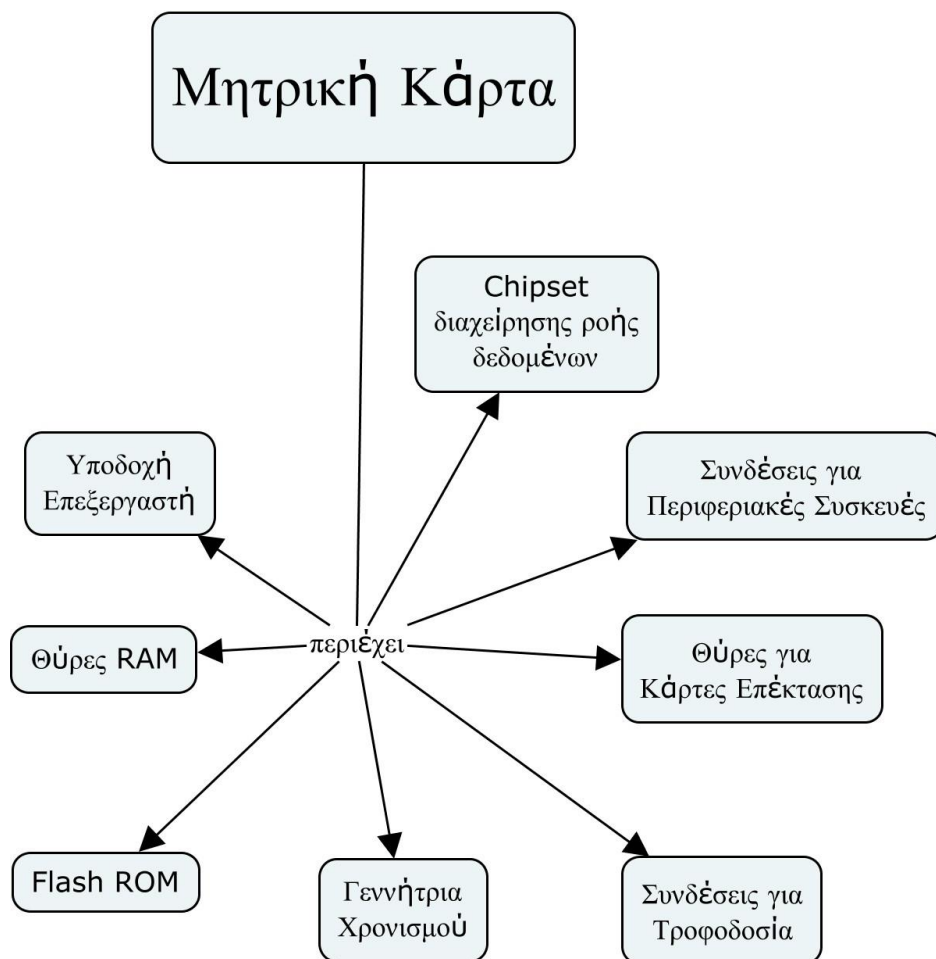 Μητρική Κάρτα
Chipset
διαχείρησης ροής
δεδομένων
Υποδοχή
Επεξεργαστή
Συνδέσεις για
Περιφεριακές Συσκευές
περιέχει
Θύρες RAM
Θύρες για
Κάρτες Επέκτασης
Flash ROM
Γεννήτρια
Χρονισμού
Συνδέσεις για
Τροφοδοσία